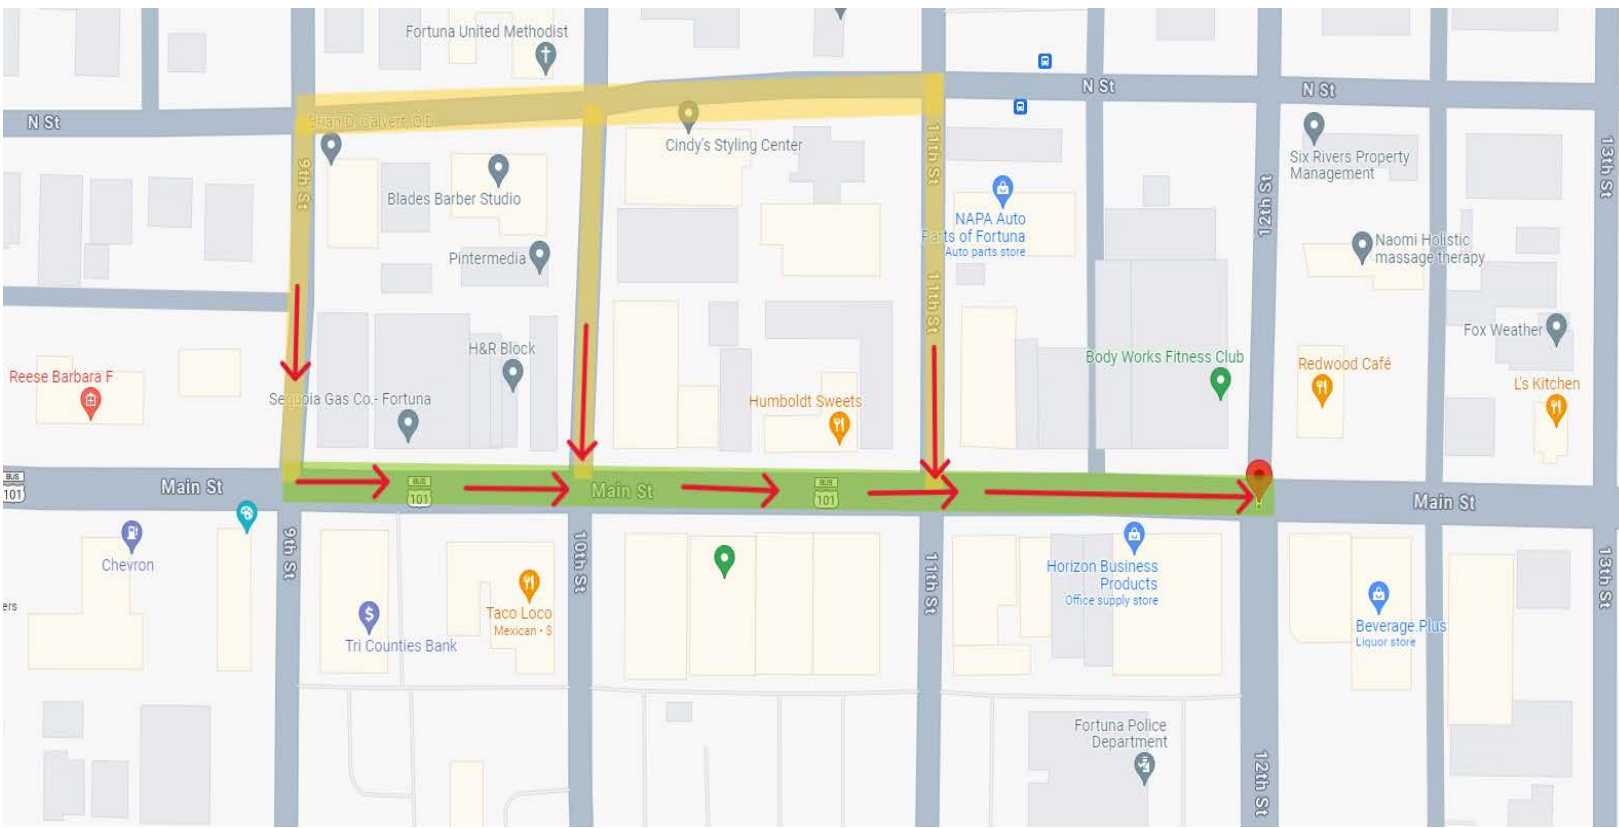 Fortuna United Methodist
N St
N St
N St
Brian D. Calvert, O.D.
9th St
Cindy's Styling Center
11th St
Six Rivers Property
Management
13th St
Blades Barber Studio
NAPA Auto
Parts of Fortuna
Auto parts store
12th St
Naomi Holistic
massage therapy
Pintermedia
11th St
Fox Weather
H&R Block
Body Works Fitness Club
Redwood Café
Reese Barbara F
L's Kitchen
Sequoia Gas Co.- Fortuna
Humboldt Sweets
BUS
101
Main St
BUS
101
Main St
BUS
101
Main St
Chevron
9th St
10th St
11th St
13th St
Horizon Business
Products
Office supply store
ers
Taco Loco
Mexican • $
Tri Counties Bank
Beverage Plus
Liquor store
Fortuna Police
Department
12th St